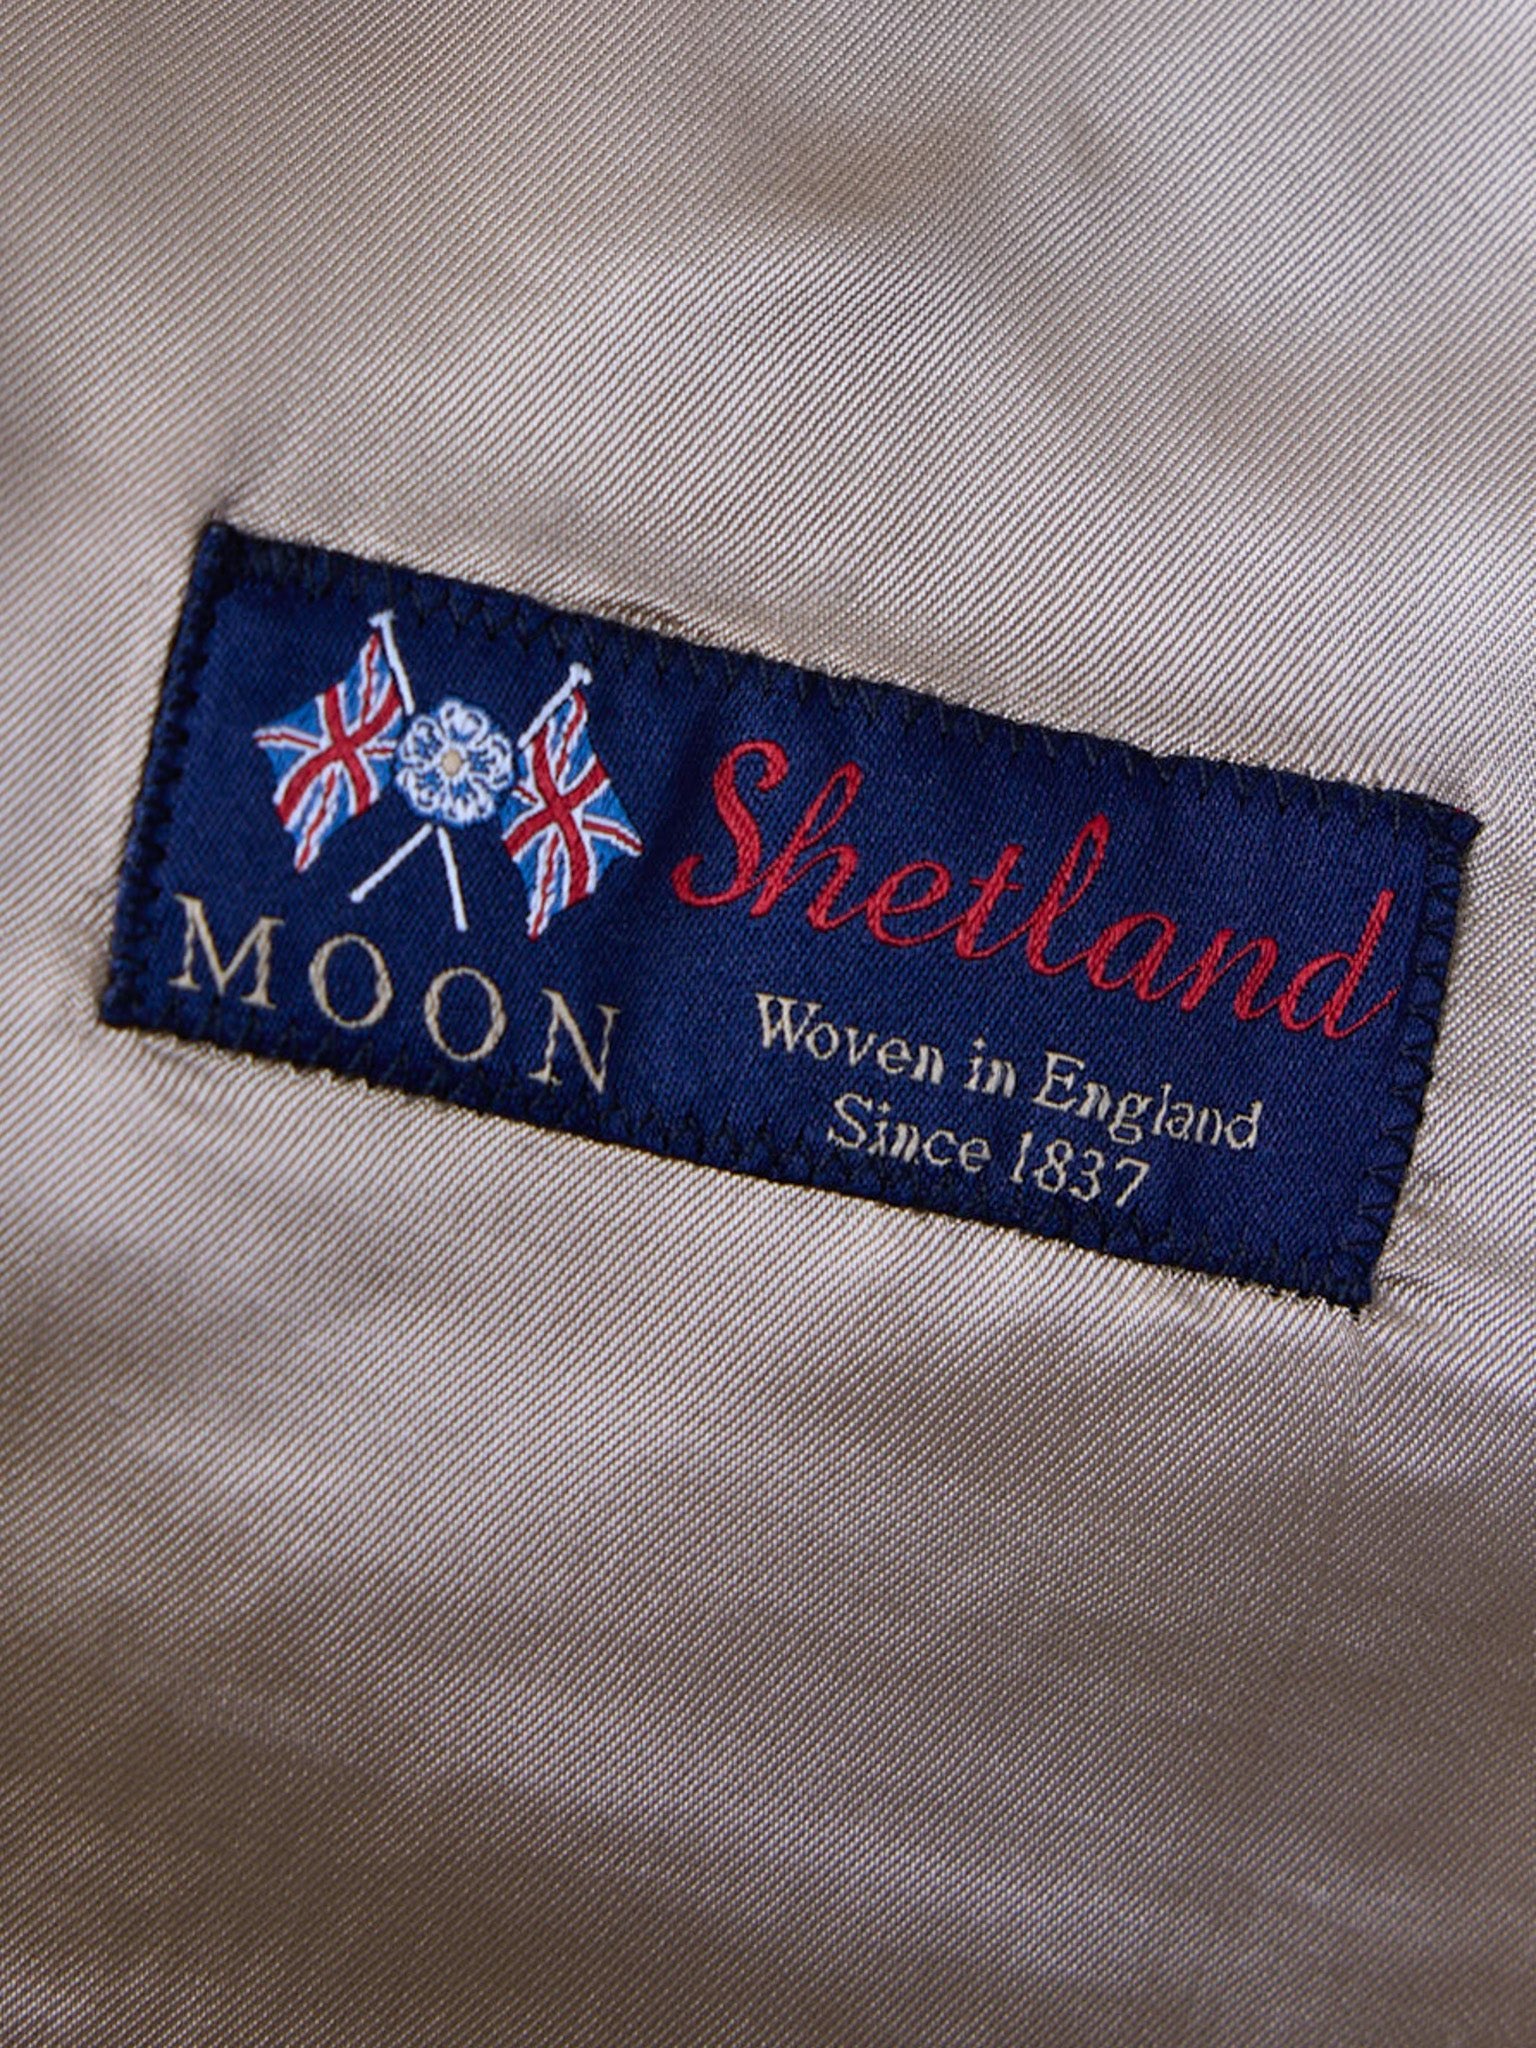 MOON
Shetland
Woven in England
Since 1837